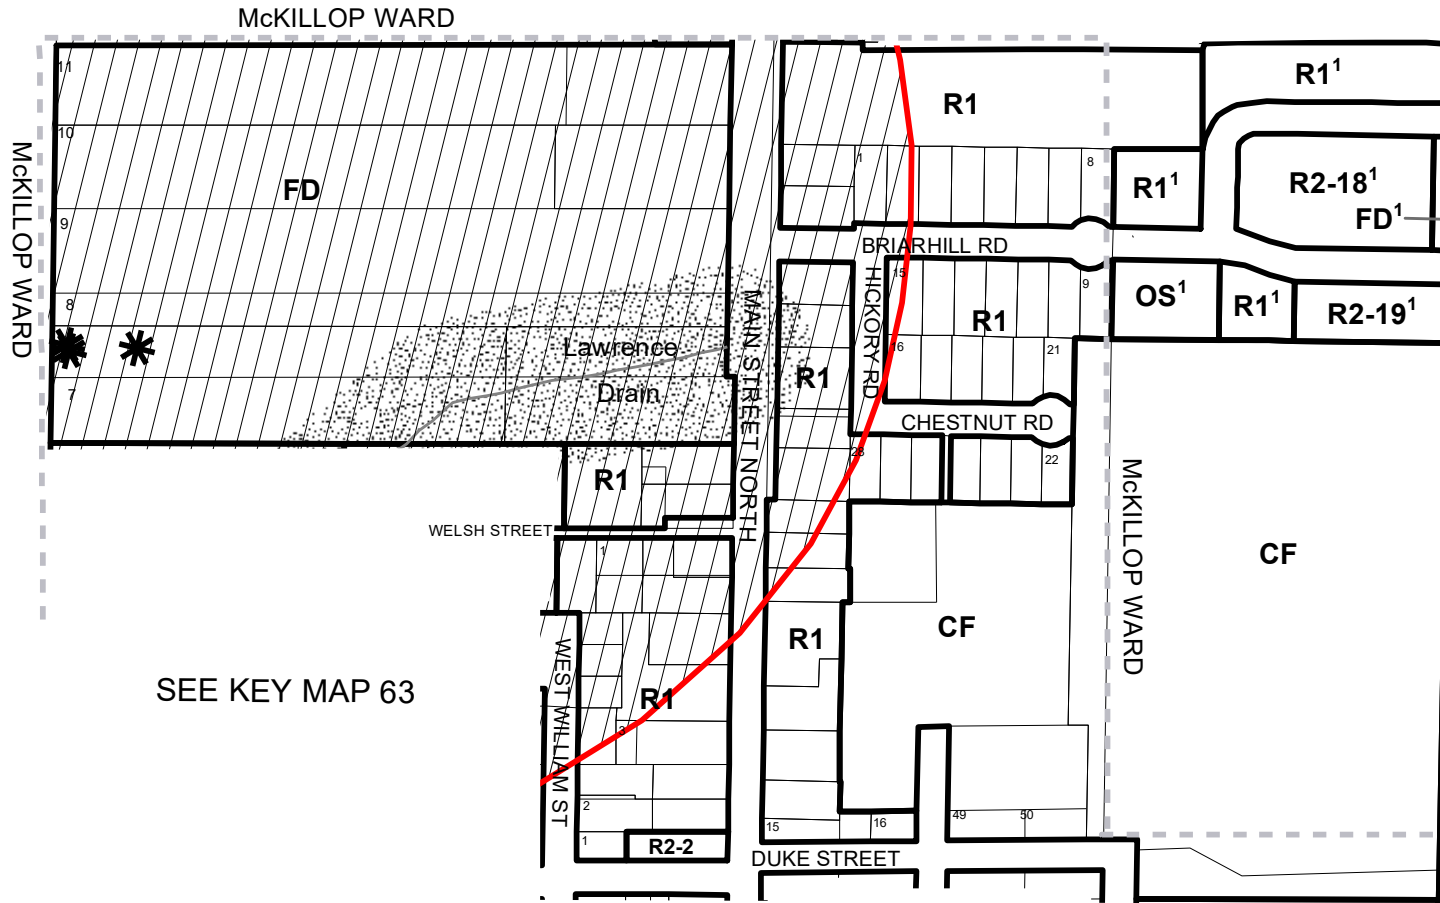 McKILLOP WARD
11
R1¹
R1
10
McKILLOP WARD
1
8
FD
R1¹
R2-18¹
FD¹
9
BRIARHILL RD
15
HICKORY RD
9
8
MAIN STREET NORTH
OS¹
R1¹
R2-19¹
R1
Lawrence
16
21
R1
Drain
7
CHESTNUT RD
28
22
R1
McKILLOP WARD
WELSH STREET
1
CF
CF
R1
WEST WILLIAM ST
SEE KEY MAP 63
R1
3
2
1
R2-2
15
16
49
50
DUKE STREET